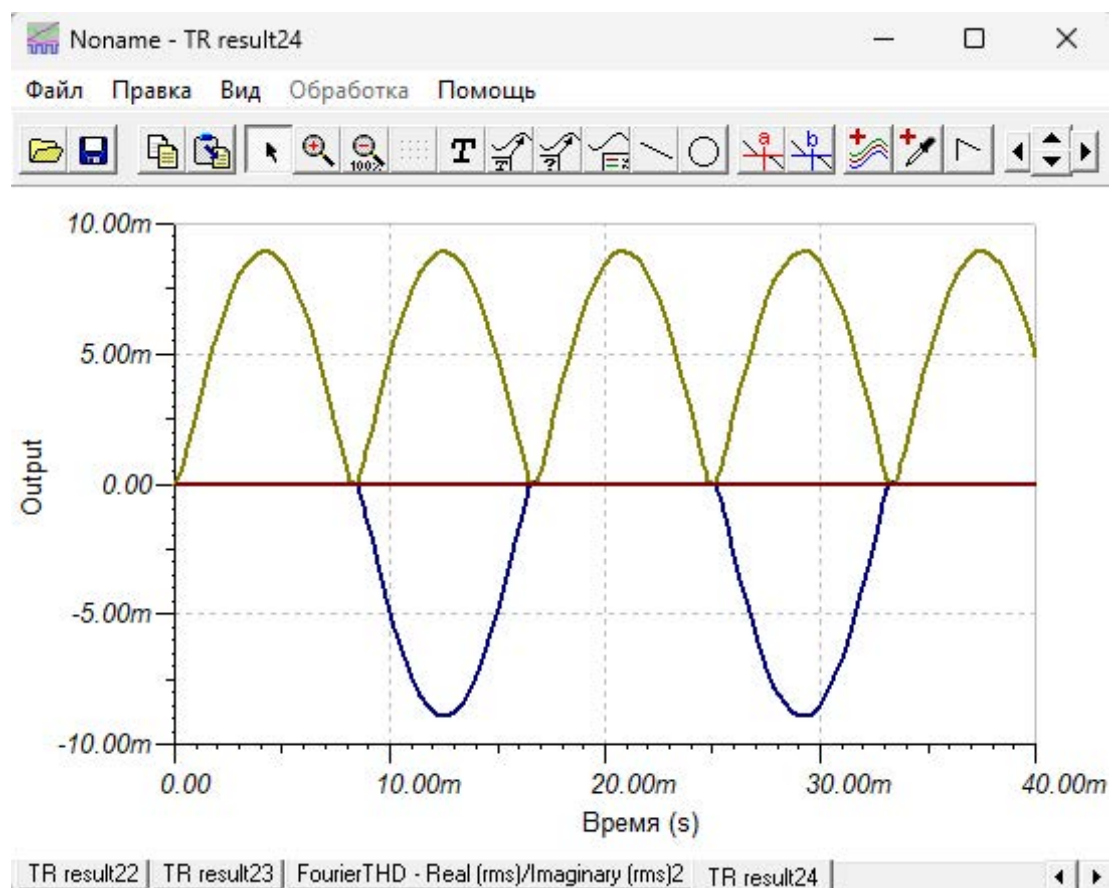 Noname - TR result24
Файл Правка Вид Обработка Помощь
100% T T ? = x a b
10.00m
5.00m
0.00
-5.00m
-10.00m
Output
0.00 10.00m 20.00m 30.00m 40.00m
Время (s)
TR result22 TR result23 FourierTHD - Real (rms)/Imaginary (rms)2 TR result24